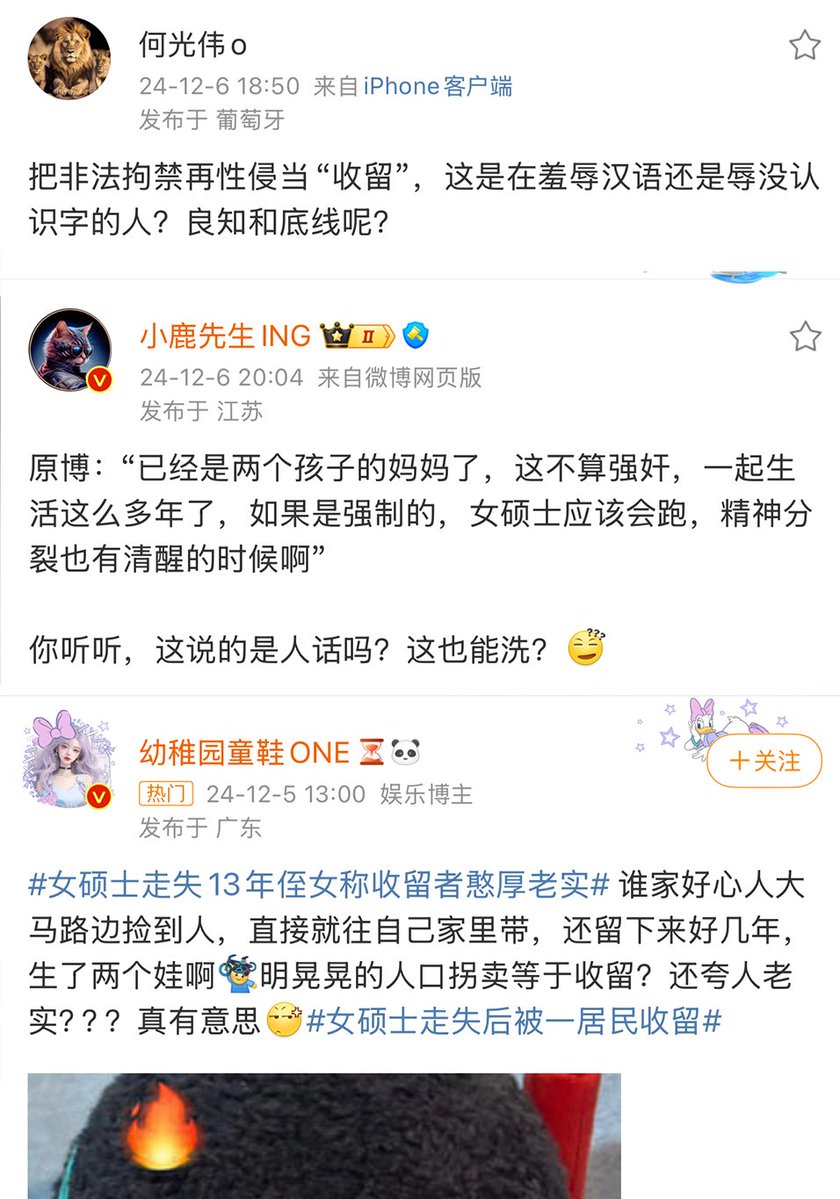 何光伟o
24-12-6 18:50 来自iPhone客户端
发布于 葡萄牙
把非法拘禁再性侵当“收留”，这是在羞辱汉语还是辱没认
识字的人？良知和底线呢？
小鹿先生ING II
24-12-6 20:04 来自微博网页版
发布于 江苏
原博：“已经是两个孩子的妈妈了，这不算强奸，一起生
活这么多年了，如果是强制的，女硕士应该会跑，精神分
裂也有清醒的时候啊”
你听听，这说的是人话吗？这也能洗？
幼稚园童鞋ONE
+关注
热门 24-12-5 13:00 娱乐博主
发布于 广东
#女硕士走失13年侄女称收留者憨厚老实# 谁家好心人大
马路边捡到人，直接就往自己家里带，还留下来好几年，
生了两个娃啊明晃晃的人口拐卖等于收留？还夸人老
实？？？真有意思#女硕士走失后被一居民收留#